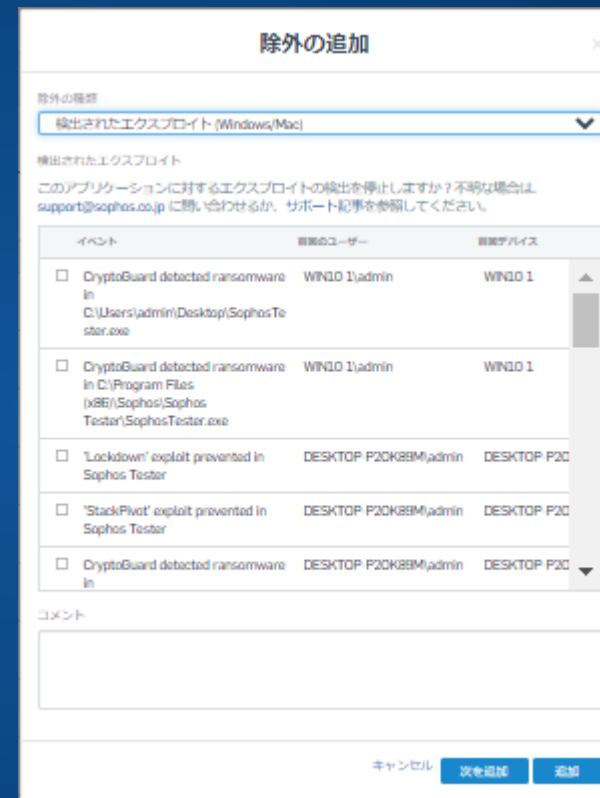 除外の追加
除外の種類
検出されたエクスプロイト (Windows/Mac)
検出されたエクスプロイト
このアプリケーションに対するエクスプロイトの検出を停止しますか？不明な場合は、
support@sophos.co.jp に問い合わせるか、サポート記事を参照してください。
イベント 前回のユーザー 前回デバイス
CryptoGuard detected ransomware WIN10 1\admin WIN10 1
in
C:\Users\admin\Desktop\SophosTe
ster.exe
CryptoGuard detected ransomware WIN10 1\admin WIN10 1
in C:\Program Files
(x86)\Sophos\Sophos
Tester\SophosTester.exe
'Lockdown' exploit prevented in DESKTOP P2OK89M\admin DESKTOP P2O
Sophos Tester
'StackPivot' exploit prevented in DESKTOP P2OK89M\admin DESKTOP P2O
Sophos Tester
CryptoGuard detected ransomware DESKTOP P2OK89M\admin DESKTOP P2O
in
コメント
キャンセル 次を追加 追加